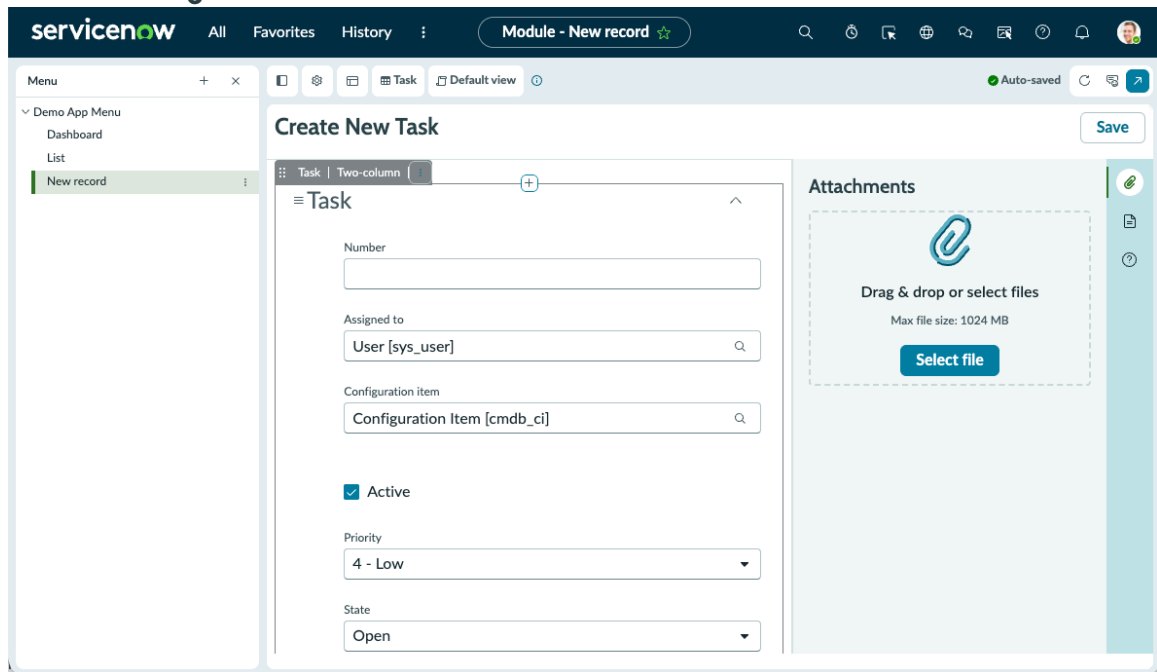 servicenow All Favorites History Module - New record
Menu
Task Default view Auto-saved
Demo App Menu
Dashboard
List
New record
Create New Task Save
Task | Two-column |
Task
Number
Assigned to
User [sys_user]
Configuration item
Configuration Item [cmdb_ci]
Active
Priority
4 - Low
State
Open
Attachments
Drag & drop or select files
Max file size: 1024 MB
Select file